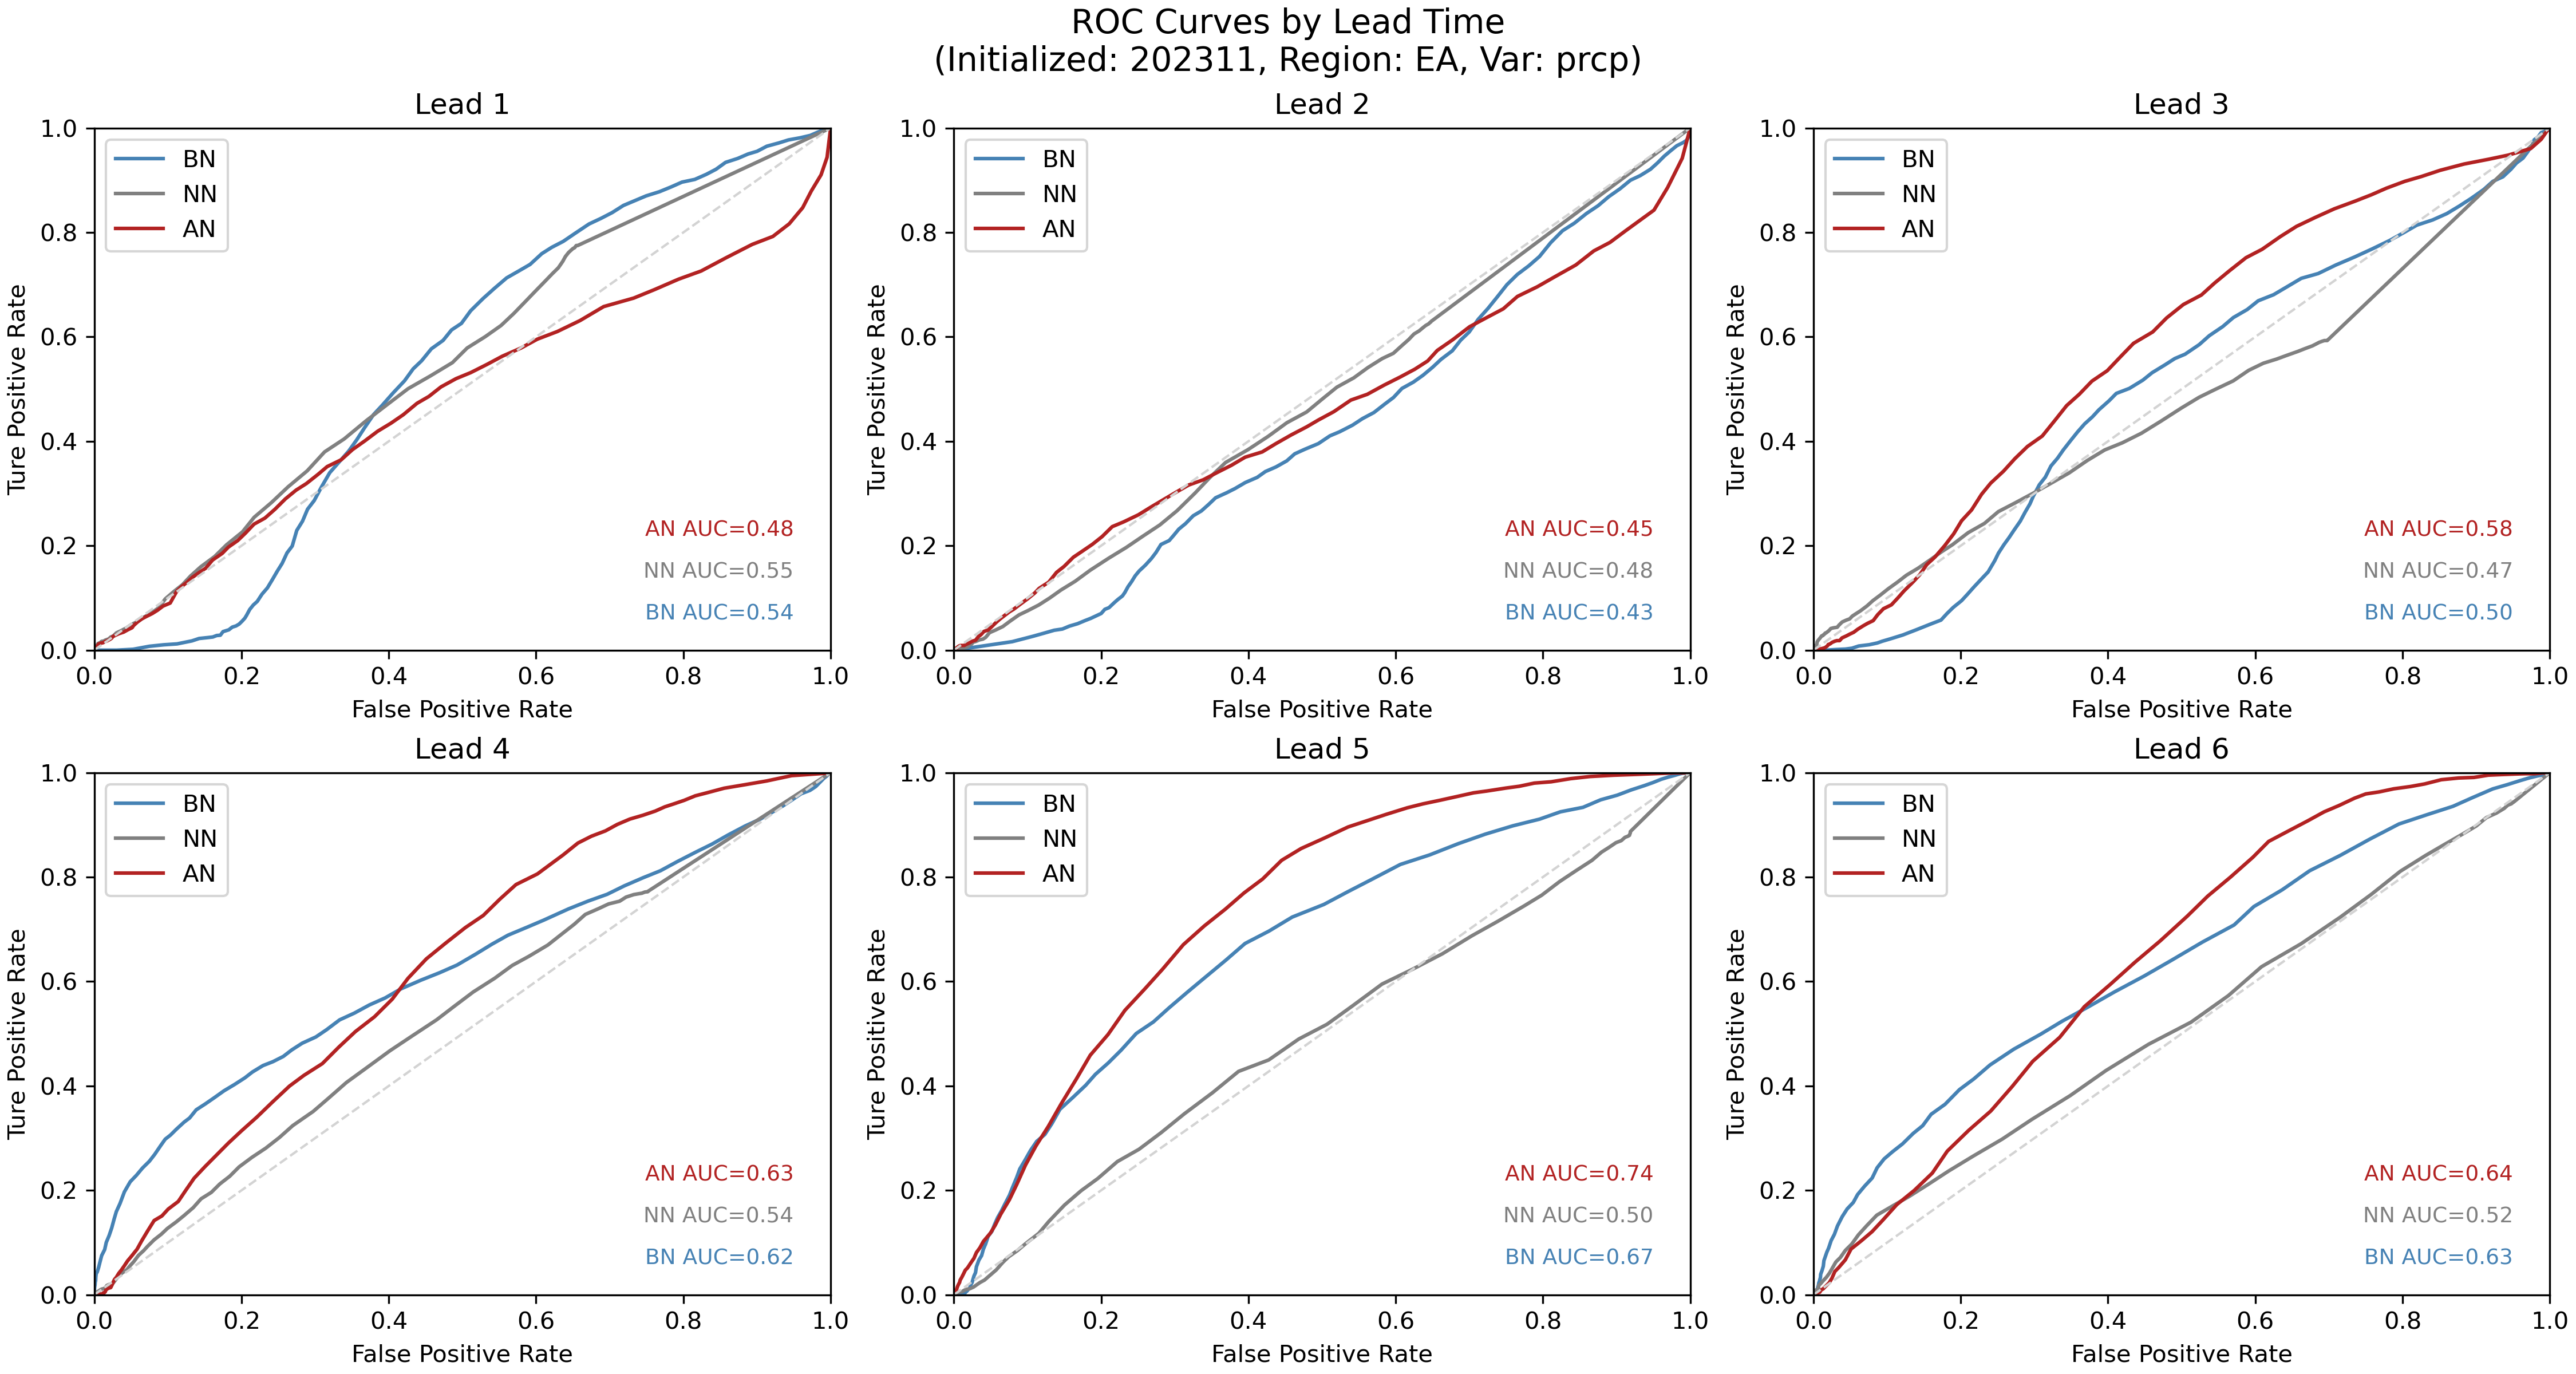 ROC Curves by Lead Time
(Initialized: 202311, Region: EA, Var: prcp)
Lead 1
1.0
0.8
0.6
0.4
0.2
0.0
Ture Positive Rate
BN
NN
AN
AN AUC=0.48
NN AUC=0.55
BN AUC=0.54
0.0 0.2 0.4 0.6 0.8 1.0
False Positive Rate
Lead 2
1.0
0.8
0.6
0.4
0.2
0.0
Ture Positive Rate
BN
NN
AN
AN AUC=0.45
NN AUC=0.48
BN AUC=0.43
0.0 0.2 0.4 0.6 0.8 1.0
False Positive Rate
Lead 3
1.0
0.8
0.6
0.4
0.2
0.0
Ture Positive Rate
BN
NN
AN
AN AUC=0.58
NN AUC=0.47
BN AUC=0.50
0.0 0.2 0.4 0.6 0.8 1.0
False Positive Rate
Lead 4
1.0
0.8
0.6
0.4
0.2
0.0
Ture Positive Rate
BN
NN
AN
AN AUC=0.63
NN AUC=0.54
BN AUC=0.62
0.0 0.2 0.4 0.6 0.8 1.0
False Positive Rate
Lead 5
1.0
0.8
0.6
0.4
0.2
0.0
Ture Positive Rate
BN
NN
AN
AN AUC=0.74
NN AUC=0.50
BN AUC=0.67
0.0 0.2 0.4 0.6 0.8 1.0
False Positive Rate
Lead 6
1.0
0.8
0.6
0.4
0.2
0.0
Ture Positive Rate
BN
NN
AN
AN AUC=0.64
NN AUC=0.52
BN AUC=0.63
0.0 0.2 0.4 0.6 0.8 1.0
False Positive Rate